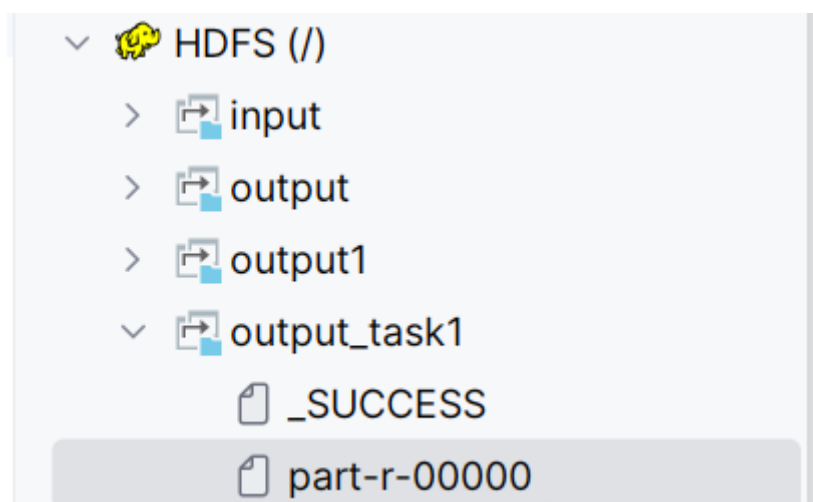 HDFS (/)
input
output
output1
output_task1
_SUCCESS
part-r-00000